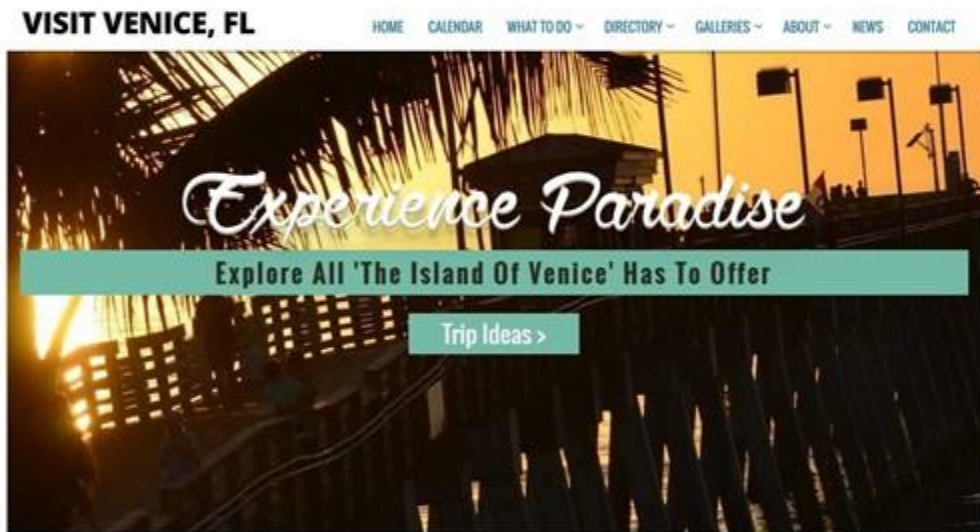 VISIT VENICE, FL
HOME CALENDAR WHAT TO DO DIRECTORY GALLERIES ABOUT NEWS CONTACT
Experience Paradise
Explore All 'The Island Of Venice' Has To Offer
Trip Ideas >